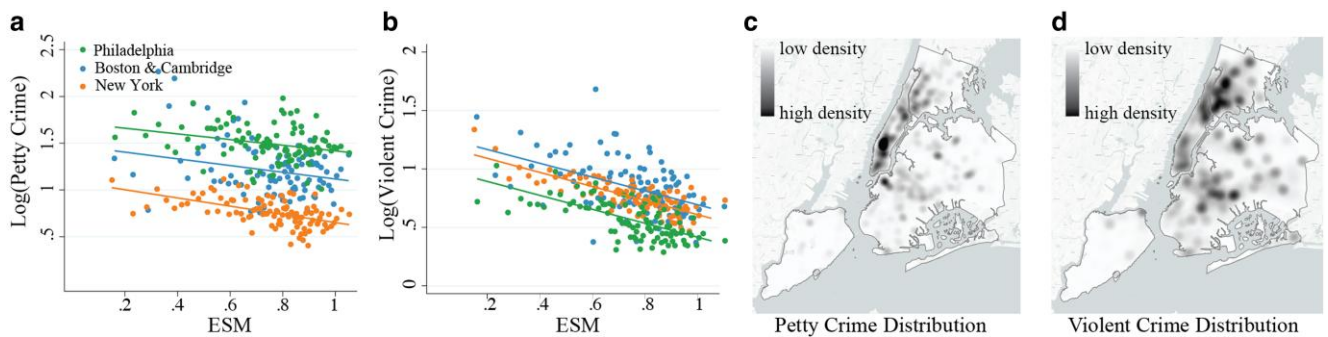 a
Log(Petty Crime)
2.5
2
1.5
1
.5
Philadelphia
Boston & Cambridge
New York
.2 .4 .6 .8 1
ESM
b
Log(Violent Crime)
2
1.5
1
0.5
0
.2 .4 .6 .8 1
ESM
c
low density
high density
Petty Crime Distribution
d
low density
high density
Violent Crime Distribution